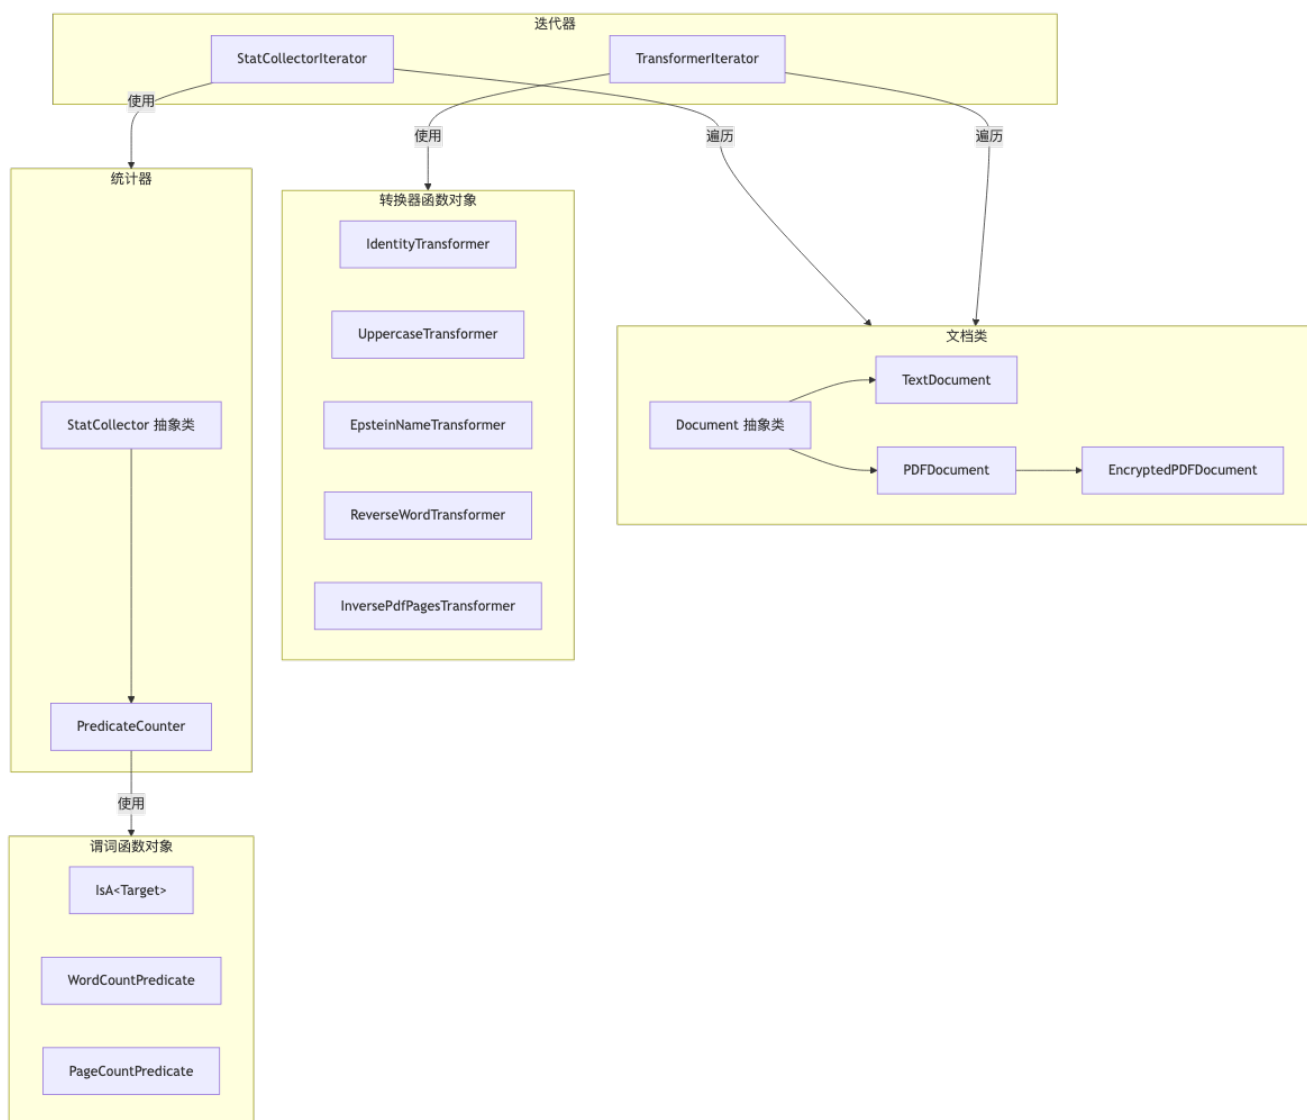 迭代器
StatCollectorIterator
TransformerIterator
使用
使用
遍历
遍历
统计器
StatCollector 抽象类
PredicateCounter
使用
谓词函数对象
IsA<Target>
WordCountPredicate
PageCountPredicate
转换器函数对象
IdentityTransformer
UppercaseTransformer
EpsteinNameTransformer
ReverseWordTransformer
InversePdfPagesTransformer
文档类
Document 抽象类
TextDocument
PDFDocument
EncryptedPDFDocument